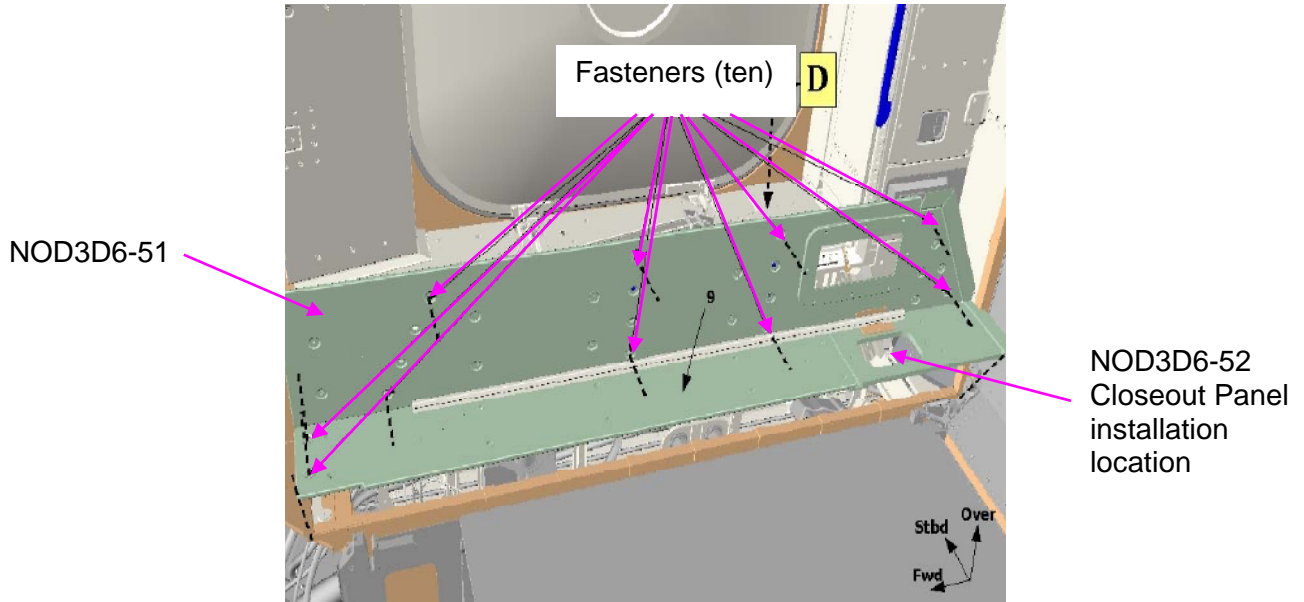 Fasteners (ten)
D
NOD3D6-51
9
NOD3D6-52
Closeout Panel
installation
location
Stbd
Over
Fwd